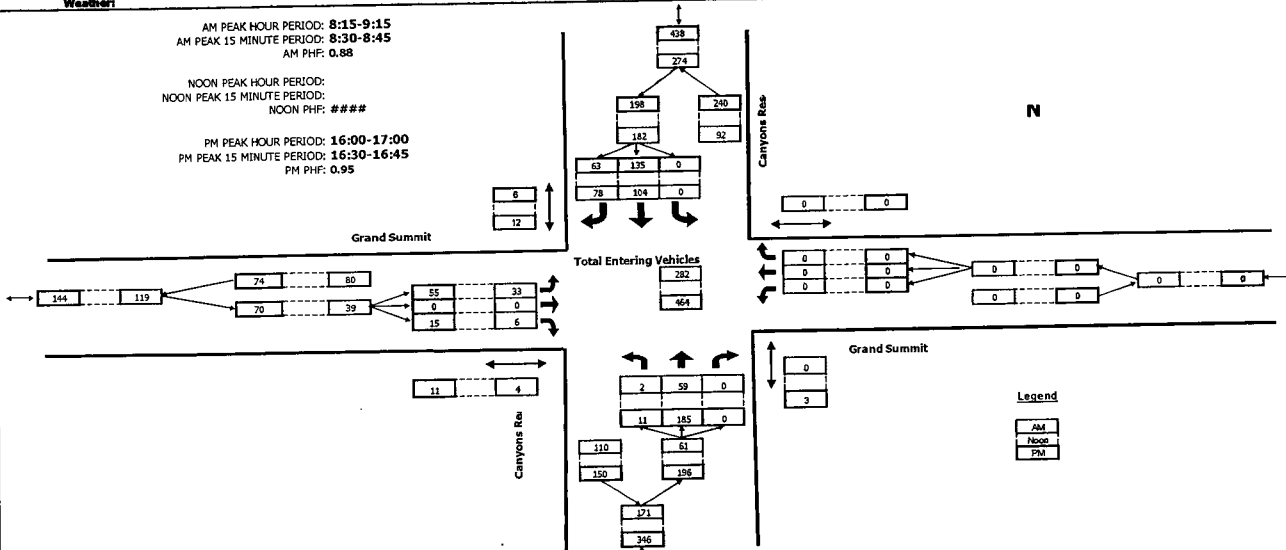 Weather:
AM PEAK HOUR PERIOD: 8:15-9:15
AM PEAK 15 MINUTE PERIOD: 8:30-8:45
AM PHF: 0.88
NOON PEAK HOUR PERIOD:
NOON PEAK 15 MINUTE PERIOD:
NOON PHF: ####
PM PEAK HOUR PERIOD: 16:00-17:00
PM PEAK 15 MINUTE PERIOD: 16:30-16:45
PM PHF: 0.95
438
274
198 240
182 92
63 135 0
78 104 0
Canyons Res
N
6
12
0 0
Grand Summit
Total Entering Vehicles
282
464
144 119
74 80
70 39
55 33
0 0
15 6
0 0
0 0
0 0
0 0
0 0
0 0
11 4
Canyons Re
2 59 0
11 185 0
110 61
150 196
171
346
0
3
Grand Summit
Legend
AM
Noon
PM